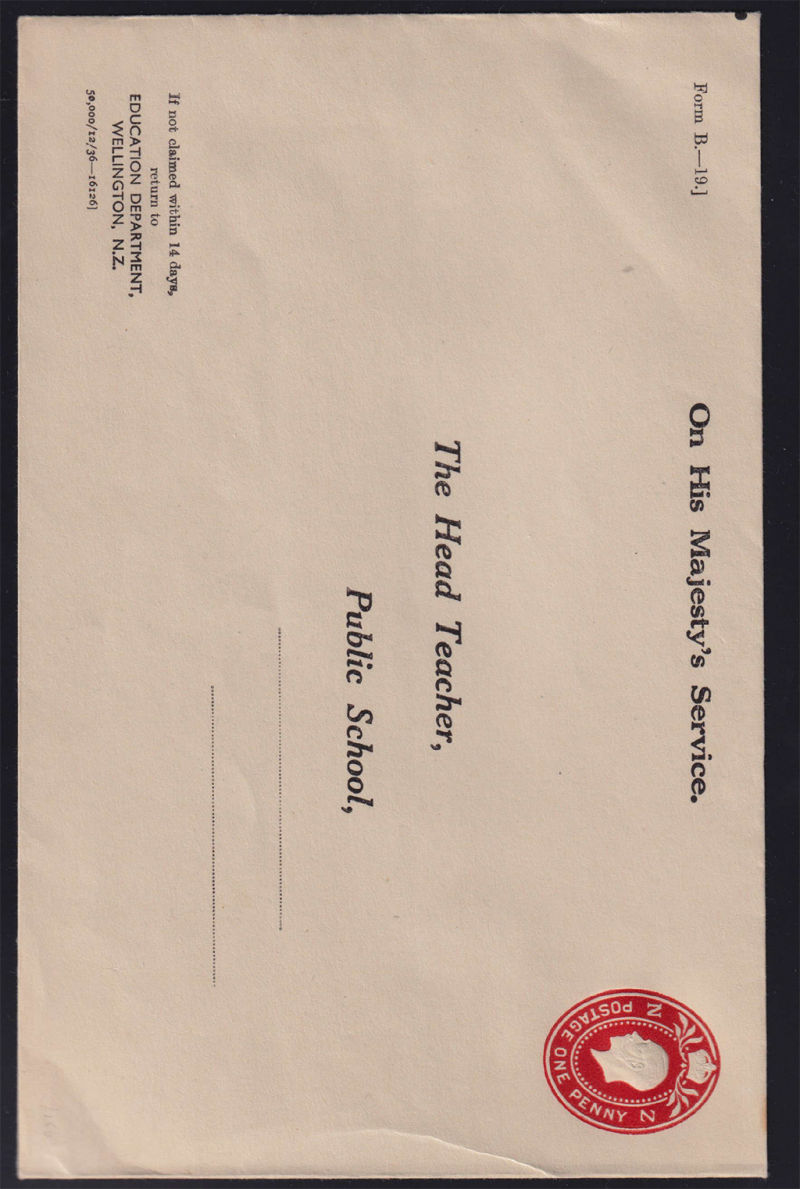 Form B.—19.]
On His Majesty's Service.
N Z POSTAGE ONE PENNY
The Head Teacher,
Public School,
If not claimed within 14 days,
return to
EDUCATION DEPARTMENT,
WELLINGTON, N.Z.
50,000/12/36—16126]